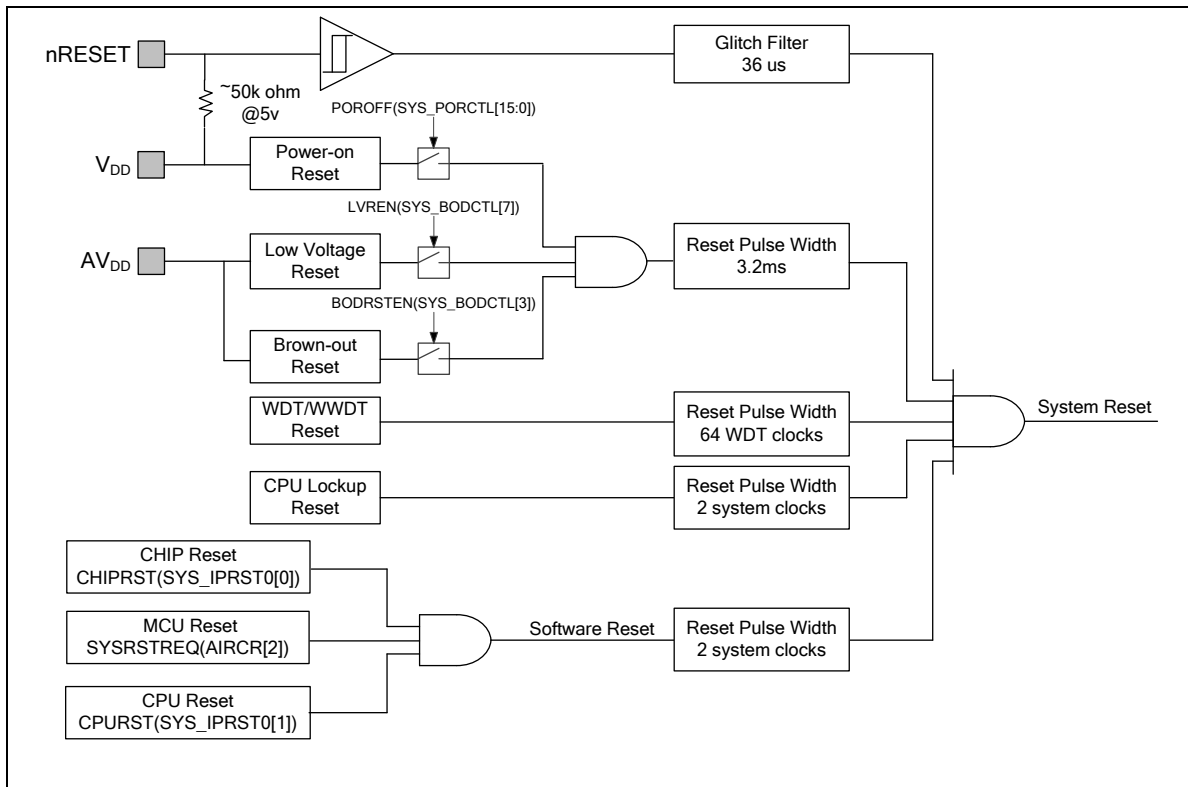 nRESET
Glitch Filter
36 us
~50k ohm
@5v
POROFF(SYS_PORCTL[15:0])
VDD
Power-on
Reset
LVREN(SYS_BODCTL[7])
AVDD
Low Voltage
Reset
Reset Pulse Width
3.2ms
BODRSTEN(SYS_BODCTL[3])
Brown-out
Reset
WDT/WWDT
Reset
Reset Pulse Width
64 WDT clocks
System Reset
CPU Lockup
Reset
Reset Pulse Width
2 system clocks
CHIP Reset
CHIPRST(SYS_IPRST0[0])
MCU Reset
SYSRSTREQ(AIRCR[2])
Software Reset
Reset Pulse Width
2 system clocks
CPU Reset
CPURST(SYS_IPRST0[1])